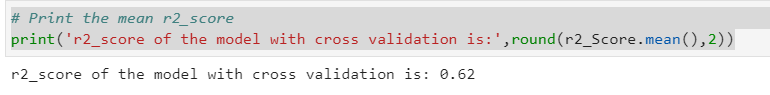 # Print the mean r2_score
print('r2_score of the model with cross validation is:',round(r2_Score.mean(),2))
r2_score of the model with cross validation is: 0.62